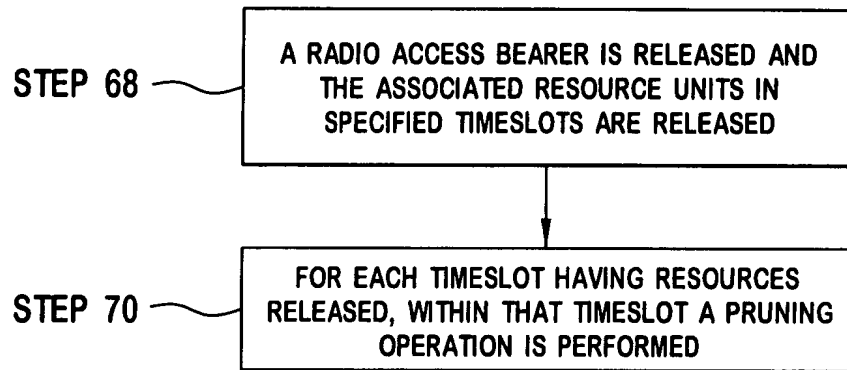 STEP 68
A RADIO ACCESS BEARER IS RELEASED AND
THE ASSOCIATED RESOURCE UNITS IN
SPECIFIED TIMESLOTS ARE RELEASED
STEP 70
FOR EACH TIMESLOT HAVING RESOURCES
RELEASED, WITHIN THAT TIMESLOT A PRUNING
OPERATION IS PERFORMED